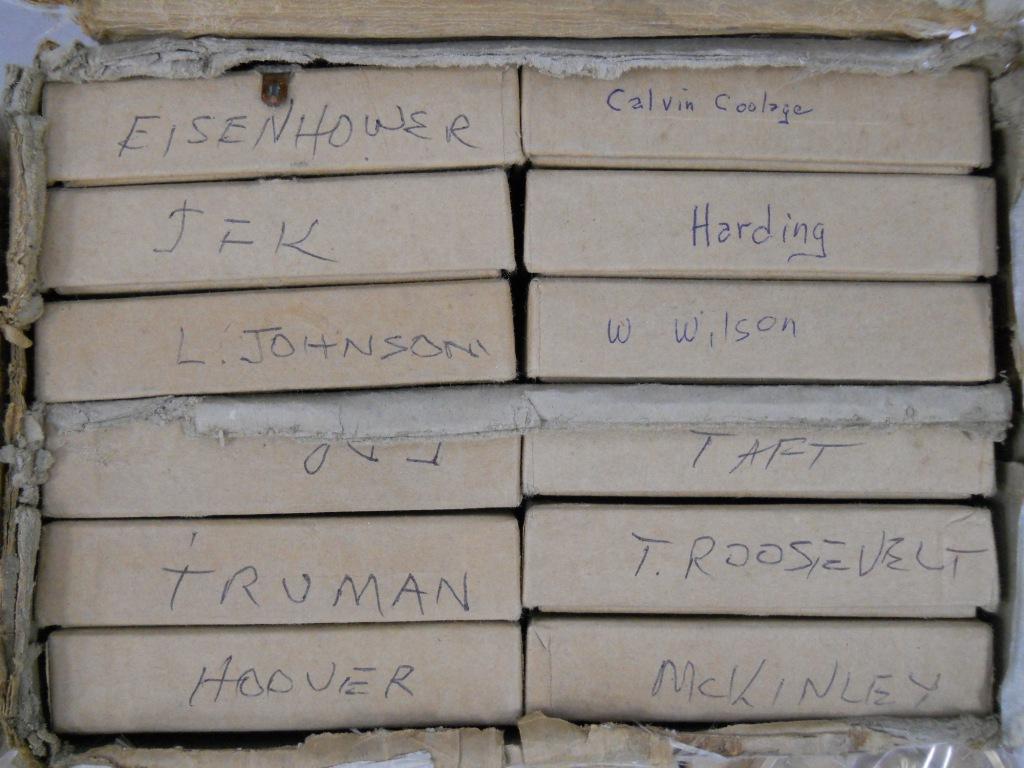 EISENHOWER
JFK
L. JOHNSON
TRUMAN
HOOVER
Calvin Coolage
Harding
W Wilson
TAFT
T. ROOSEVELT
McKINLEY